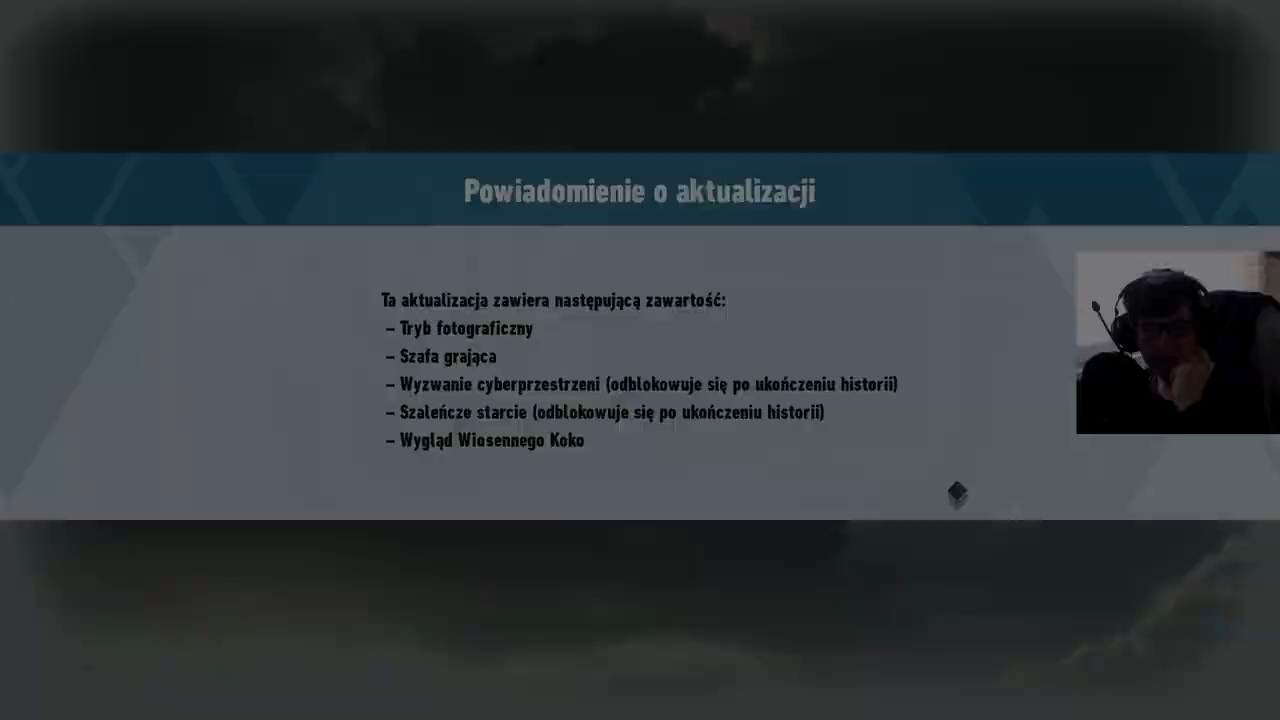 Powiadomienie o aktualizacji
Ta aktualizacja zawiera następującą zawartość:
– Tryb fotograficzny
– Szafa grająca
– Wyzwanie cyberprzestrzeni (odblokowuje się po ukończeniu historii)
– Szaleńcze starcie (odblokowuje się po ukończeniu historii)
– Wygląd Wiosennego Koko